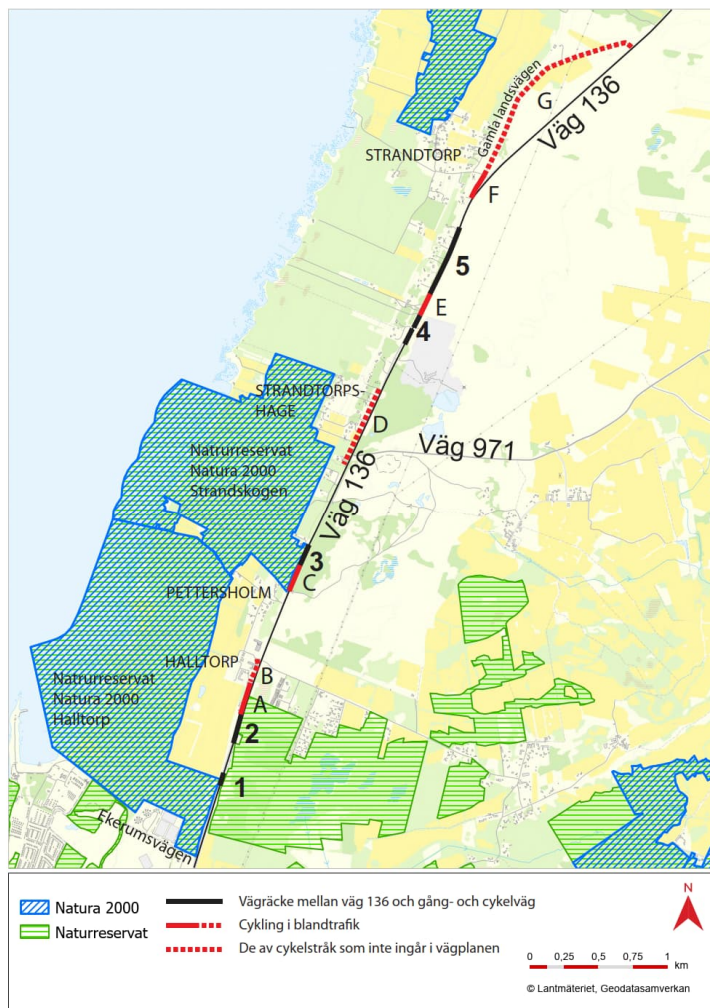 Gamla landsvägen
G
Väg 136
STRANDTORP
F
5
E
4
STRANDTORPS-
HAGE
D
Väg 971
Natrurreservat
Natura 2000
Strandskogen
Väg 136
3
PETTERSHOLM
C
HALLTORP
B
Natrurreservat
Natura 2000
Halltorp
A
2
1
Ekerumsvägen
Natura 2000
Naturreservat
Vägräcke mellan väg 136 och gång- och cykelväg
Cykling i blandtrafik
De av cykelstråk som inte ingår i vägplanen
N
0 0,25 0,5 0,75 1
km
© Lantmäteriet, Geodatasamverkan